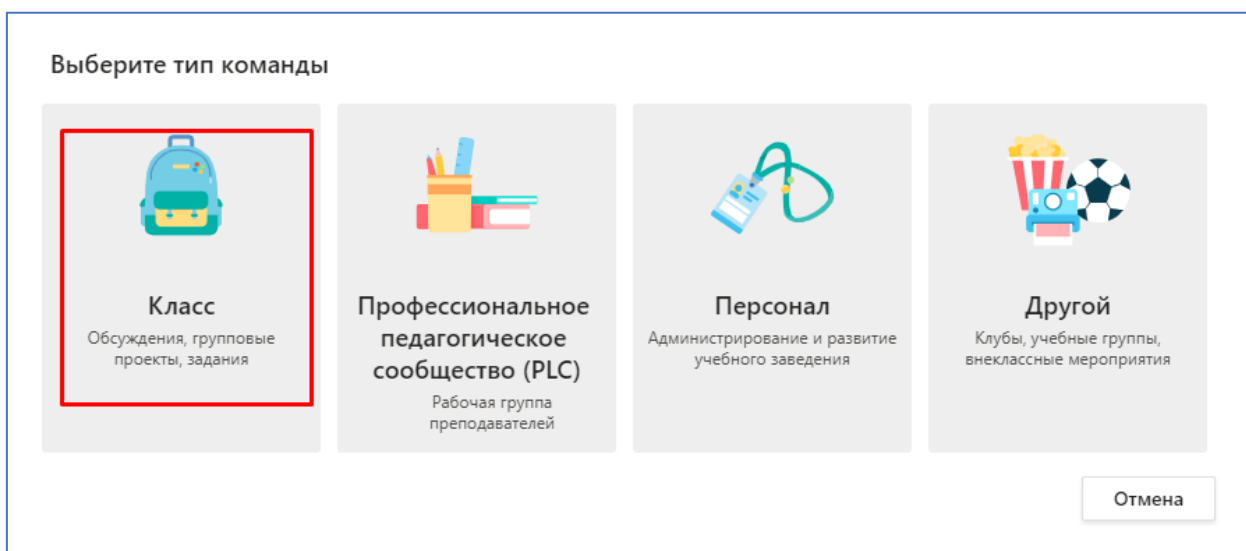 Выберите тип команды
Класс
Обсуждения, групповые
проекты, задания
Профессиональное
педагогическое
сообщество (PLC)
Рабочая группа
преподавателей
Персонал
Администрирование и развитие
учебного заведения
Другой
Клубы, учебные группы,
внеклассные мероприятия
Отмена